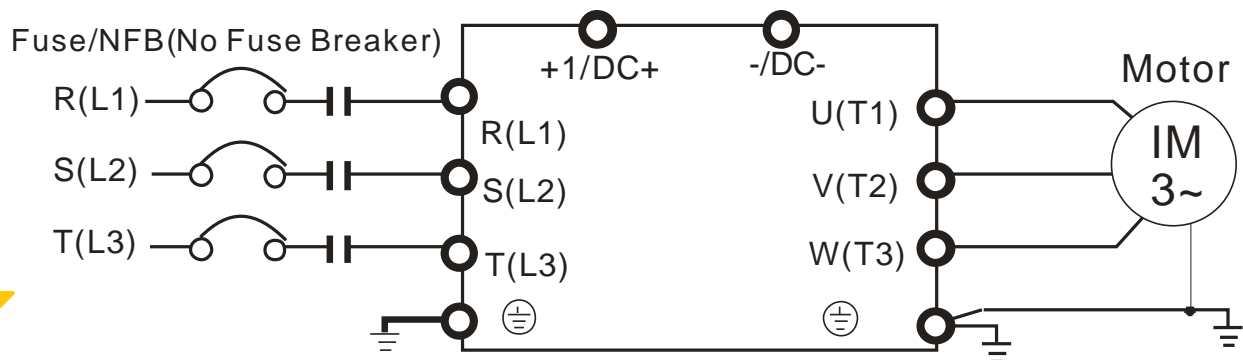 Fuse/NFB(No Fuse Breaker)
+1/DC+
-/DC-
Motor
R(L1)
R(L1)
U(T1)
S(L2)
S(L2)
V(T2)
IM
3~
T(L3)
T(L3)
W(T3)